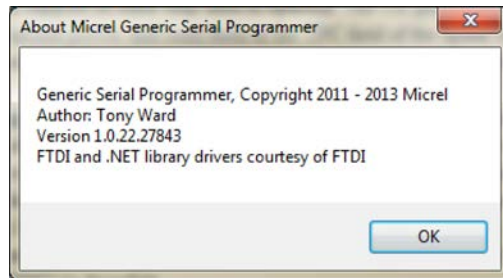 About Micrel Generic Serial Programmer
Generic Serial Programmer, Copyright 2011 - 2013 Micrel
Author: Tony Ward
Version 1.0.22.27843
FTDI and .NET library drivers courtesy of FTDI
OK